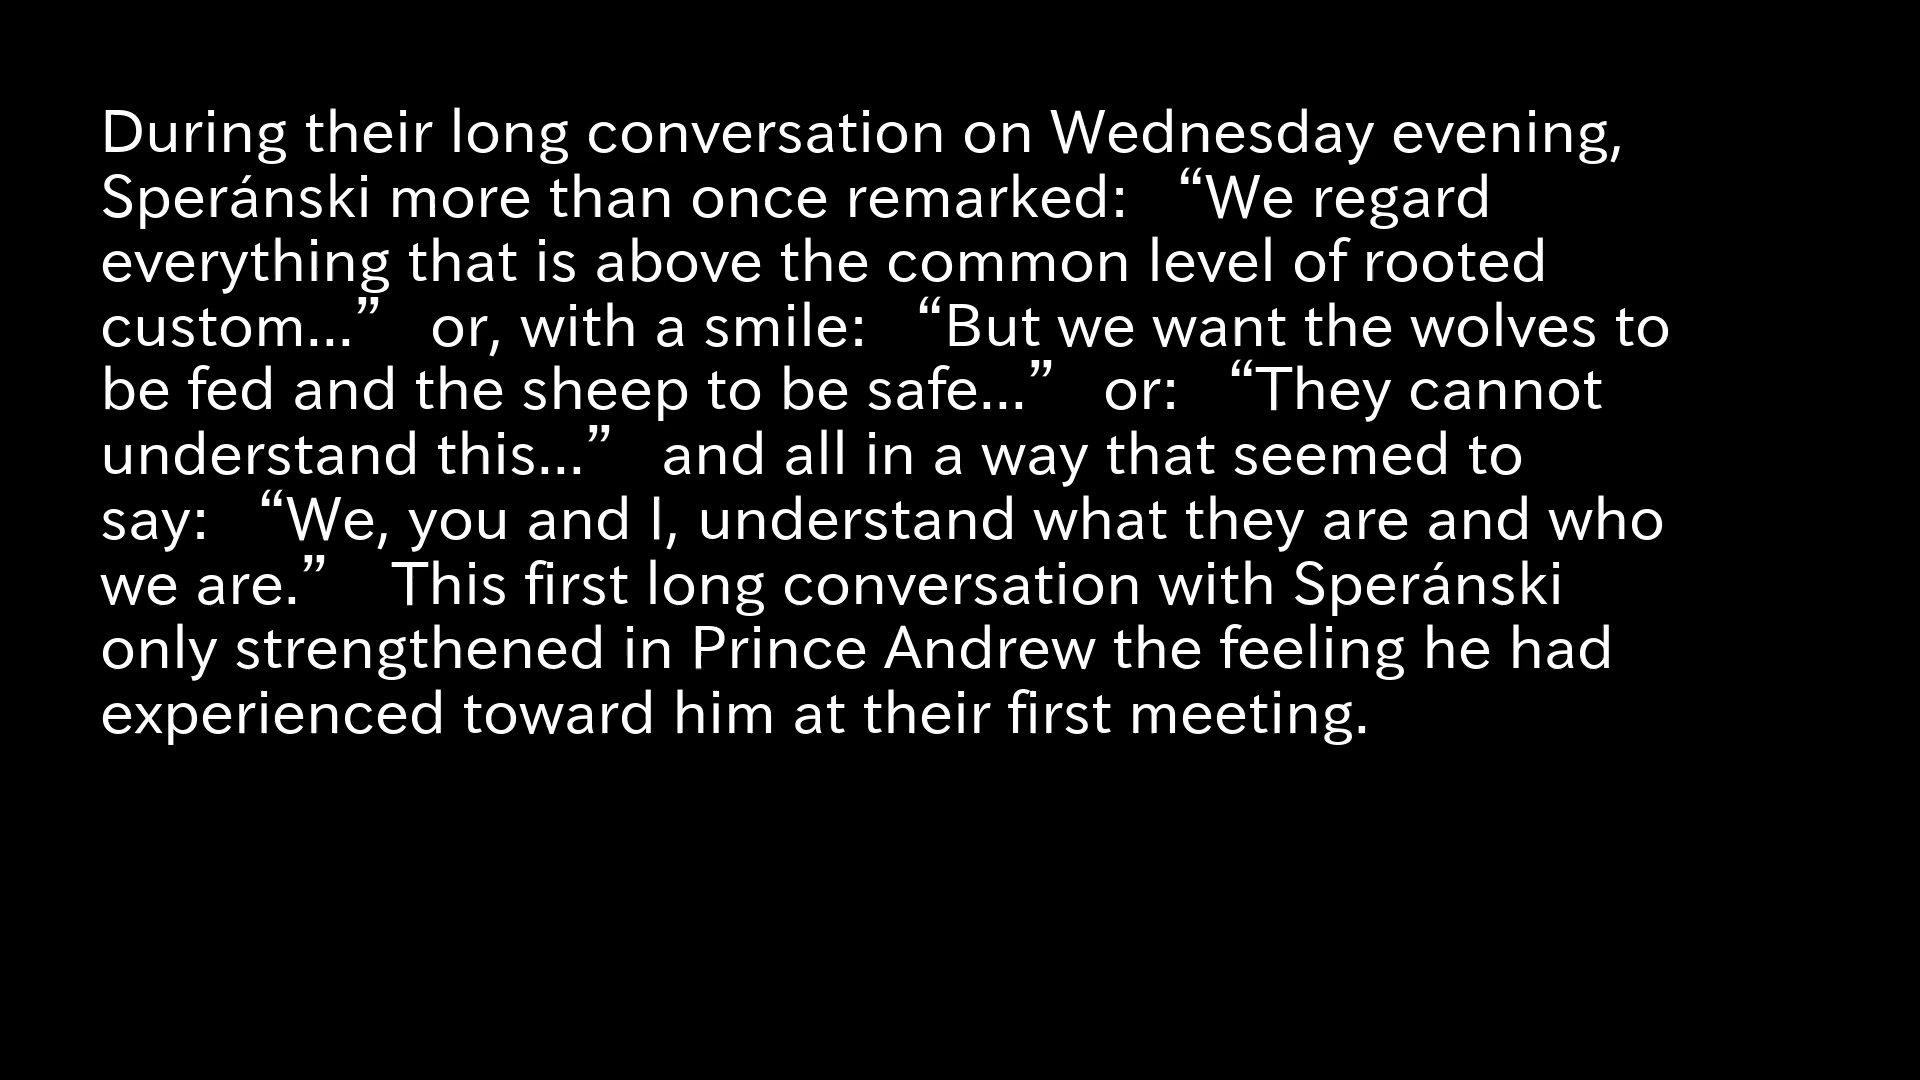 During their long conversation on Wednesday evening,
Speránski more than once remarked:   “We regard
everything that is above the common level of rooted
custom...”   or, with a smile:   “But we want the wolves to
be fed and the sheep to be safe...”   or:   “They cannot
understand this...”   and all in a way that seemed to
say:   “We, you and I, understand what they are and who
we are.”    This first long conversation with Speránski
only strengthened in Prince Andrew the feeling he had
experienced toward him at their first meeting.